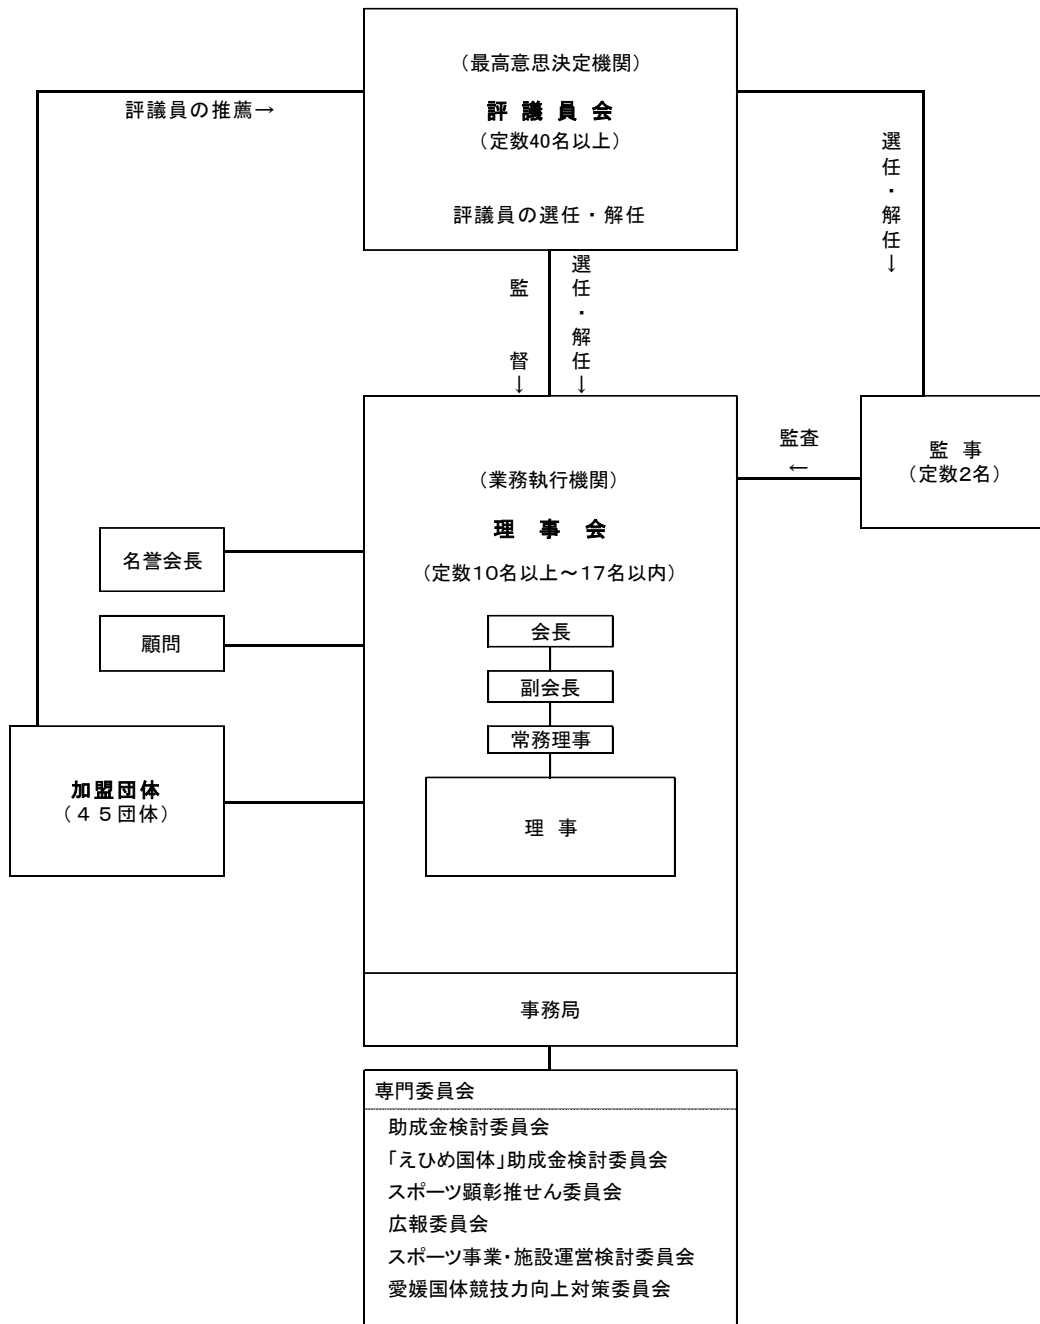 (最高意思決定機関)
評議員会
(定数40名以上)
評議員の選任・解任
評議員の推薦→
選任・解任↓
監督↓
選任・解任↓
監査
←
監事
(定数2名)
(業務執行機関)
理事会
(定数10名以上~17名以内)
会長
副会長
常務理事
理事
名誉会長
顧問
加盟団体
(45団体)
事務局
専門委員会
助成金検討委員会
「えひめ国体」助成金検討委員会
スポーツ顕彰推せん委員会
広報委員会
スポーツ事業・施設運営検討委員会
愛媛国体競技力向上対策委員会